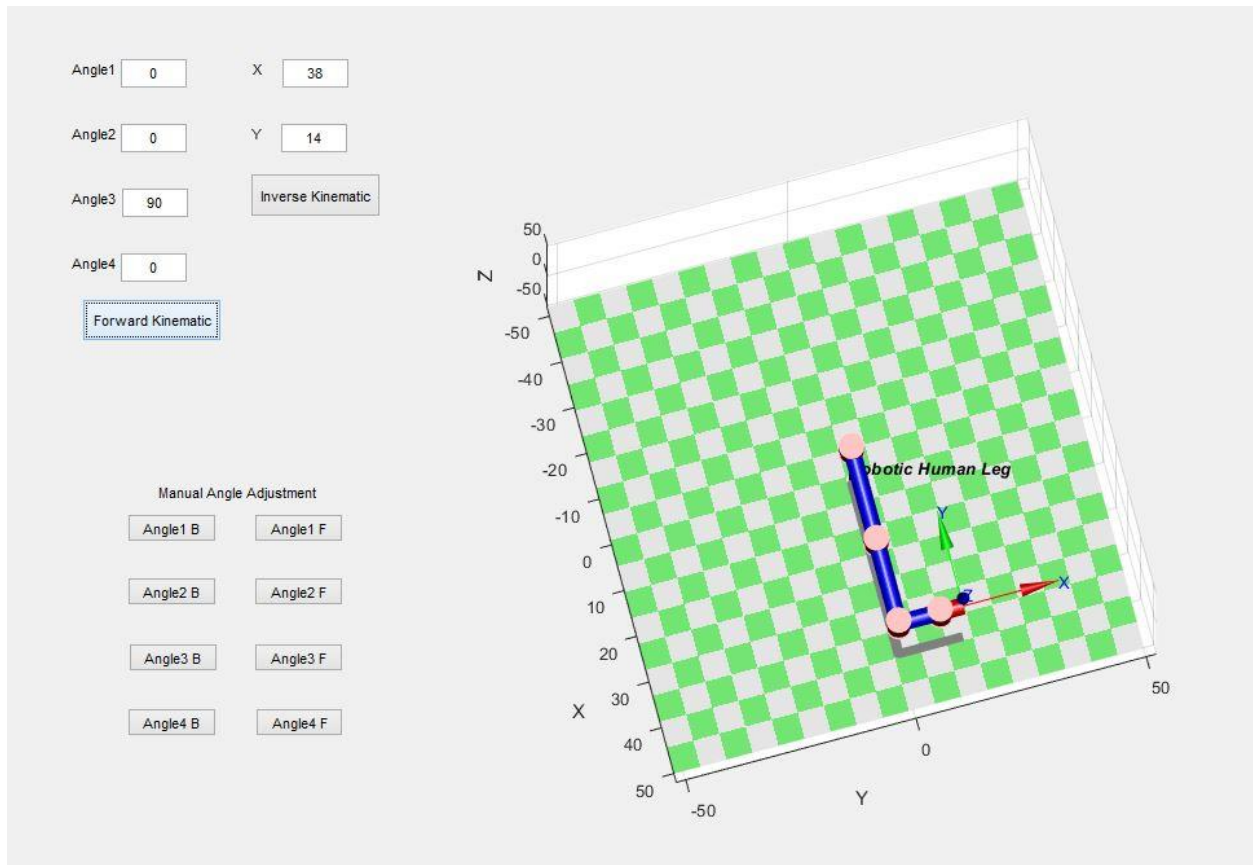 Angle1 0 X 38
Angle2 0 Y 14
Angle3 90 Inverse Kinematic
Angle4 0
Forward Kinematic
Manual Angle Adjustment
Angle1 B Angle1 F
Angle2 B Angle2 F
Angle3 B Angle3 F
Angle4 B Angle4 F
50
0
-50
Z
-50
-40
-30
-20
-10
0
10
20
30
40
50
X
obotic Human Leg
Y
X
Z
-50
0
50
Y